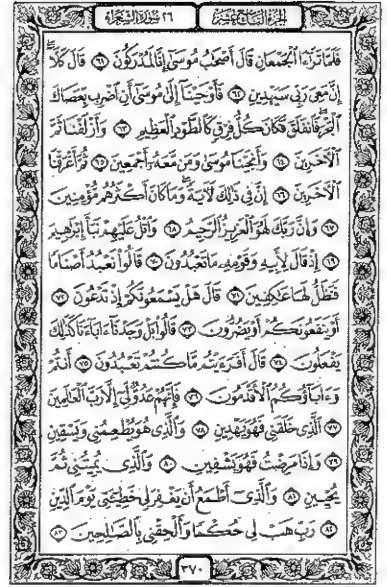 الجزء التاسع عشر ٢٦ سورة الشعراء
فَلَمَّا تَرَٰٓءَا ٱلْجَمْعَانِ قَالَ أَصْحَٰبُ مُوسَىٰٓ إِنَّا لَمُدْرَكُونَ ٦١ قَالَ كَلَّآ
إِنَّ مَعِىَ رَبِّى سَيَهْدِينِ ٦٢ فَأَوْحَيْنَآ إِلَىٰ مُوسَىٰٓ أَنِ ٱضْرِب بِّعَصَاكَ
ٱلْبَحْرَ فَٱنفَلَقَ فَكَانَ كُلُّ فِرْقٍ كَٱلطَّوْدِ ٱلْعَظِيمِ ٦٣ وَأَزْلَفْنَا ثَمَّ
ٱلْءَاخَرِينَ ٦٤ وَأَنجَيْنَا مُوسَىٰ وَمَن مَّعَهُۥٓ أَجْمَعِينَ ٦٥ ثُمَّ أَغْرَقْنَا
ٱلْءَاخَرِينَ ٦٦ إِنَّ فِى ذَٰلِكَ لَءَايَةً وَمَا كَانَ أَكْثَرُهُم مُّؤْمِنِينَ
٦٧ وَإِنَّ رَبَّكَ لَهُوَ ٱلْعَزِيزُ ٱلرَّحِيمُ ٦٨ وَٱتْلُ عَلَيْهِمْ نَبَأَ إِبْرَٰهِيمَ
٦٩ إِذْ قَالَ لِأَبِيهِ وَقَوْمِهِۦ مَا تَعْبُدُونَ ٧٠ قَالُوا۟ نَعْبُدُ أَصْنَامًا
فَنَظَلُّ لَهَا عَٰكِفِينَ ٧١ قَالَ هَلْ يَسْمَعُونَكُمْ إِذْ تَدْعُونَ ٧٢
أَوْ يَنفَعُونَكُمْ أَوْ يَضُرُّونَ ٧٣ قَالُوا۟ بَلْ وَجَدْنَآ ءَابَآءَنَا كَذَٰلِكَ
يَفْعَلُونَ ٧٤ قَالَ أَفَرَءَيْتُم مَّا كُنتُمْ تَعْبُدُونَ ٧٥ أَنتُمْ
وَءَابَآؤُكُمُ ٱلْأَقْدَمُونَ ٧٦ فَإِنَّهُمْ عَدُوٌّ لِّىٓ إِلَّا رَبَّ ٱلْعَٰلَمِينَ
٧٧ ٱلَّذِى خَلَقَنِى فَهُوَ يَهْدِينِ ٧٨ وَٱلَّذِى هُوَ يُطْعِمُنِى وَيَسْقِينِ
٧٩ وَإِذَا مَرِضْتُ فَهُوَ يَشْفِينِ ٨٠ وَٱلَّذِى يُمِيتُنِى ثُمَّ
يُحْيِينِ ٨١ وَٱلَّذِىٓ أَطْمَعُ أَن يَغْفِرَ لِى خَطِيٓـَٔتِى يَوْمَ ٱلدِّينِ
٨٢ رَبِّ هَبْ لِى حُكْمًا وَأَلْحِقْنِى بِٱلصَّٰلِحِينَ ٨٣
٣٧٠